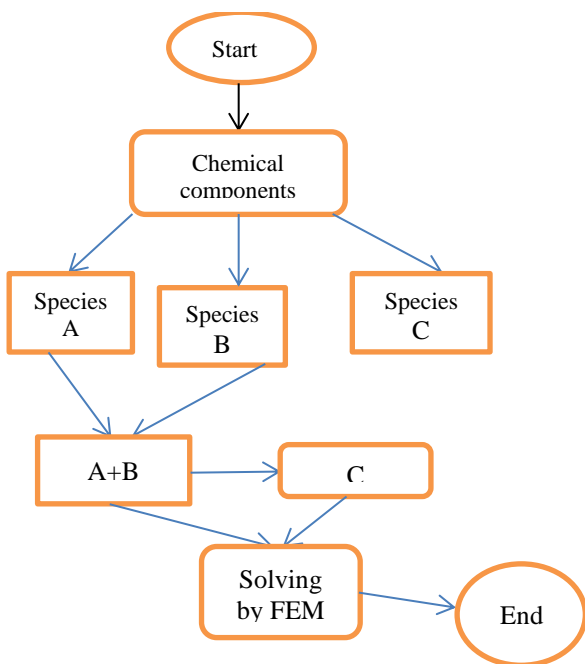 Start
Chemical
components
Species
A
Species
B
Species
C
A+B
C
Solving
by FEM
End